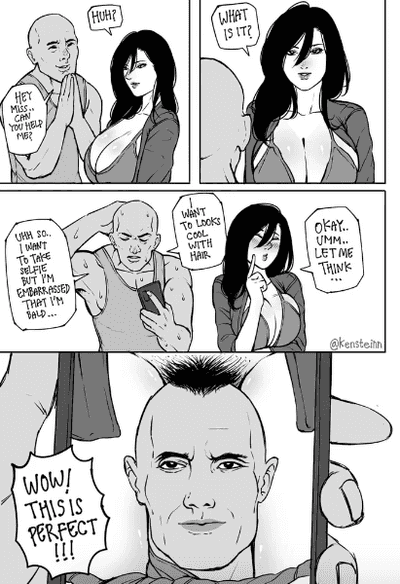 HUH?
HEY
MISS..
CAN
YOU HELP
ME?
WHAT
IS IT?
UHH SO..
I WANT
TO TAKE
SELFIE
BUT I'M
EMBARRASSED
THAT I'M
BALD...
I
WANT
TO LOOKS
COOL
WITH
HAIR
OKAY..
UMM..
LET ME
THINK
...
@kensteinn
WOW!
THIS IS
PERFECT
!!!